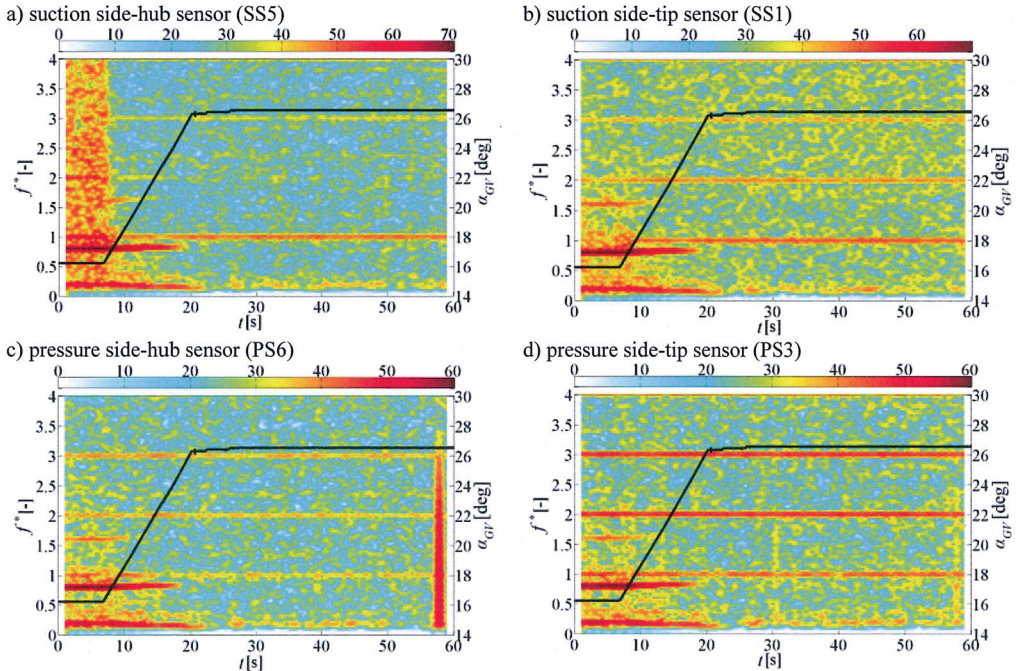 a) suction side-hub sensor (SS5)
0 10 20 30 40 50 60 70
4 3.5 3 2.5 2 1.5 1 0.5 0
f*[-]
30 28 26 24 22 20 18 16 14
α_GV [deg]
0 10 20 30 40 50 60
t[s]
b) suction side-tip sensor (SS1)
0 10 20 30 40 50 60
4 3.5 3 2.5 2 1.5 1 0.5 0
f*[-]
30 28 26 24 22 20 18 16 14
α_GV [deg]
0 10 20 30 40 50 60
t[s]
c) pressure side-hub sensor (PS6)
0 10 20 30 40 50 60
4 3.5 3 2.5 2 1.5 1 0.5 0
f*[-]
30 28 26 24 22 20 18 16 14
α_GV [deg]
0 10 20 30 40 50 60
t[s]
d) pressure side-tip sensor (PS3)
0 10 20 30 40 50 60
4 3.5 3 2.5 2 1.5 1 0.5 0
f*[-]
30 28 26 24 22 20 18 16 14
α_GV [deg]
0 10 20 30 40 50 60
t[s]